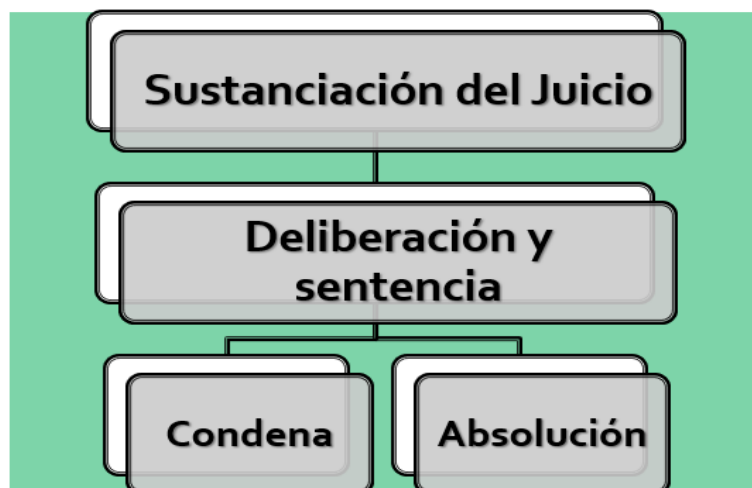 Sustanciación del Juicio
Deliberación y
sentencia
Condena
Absolución